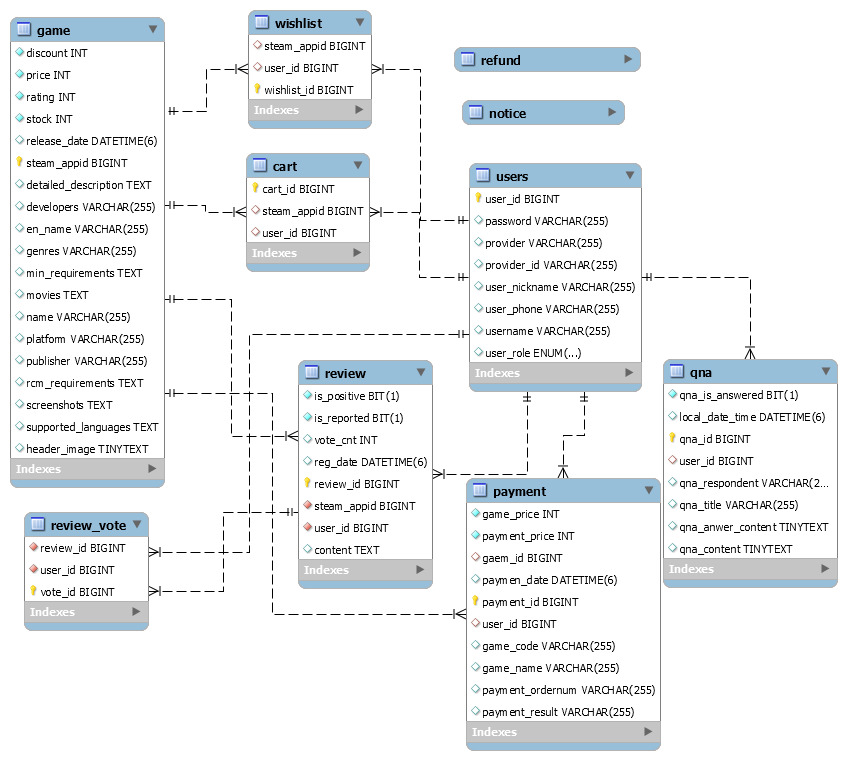 game
discount INT
price INT
rating INT
stock INT
release_date DATETIME(6)
steam_appid BIGINT
detailed_description TEXT
developers VARCHAR(255)
en_name VARCHAR(255)
genres VARCHAR(255)
min_requirements TEXT
movies TEXT
name VARCHAR(255)
platform VARCHAR(255)
publisher VARCHAR(255)
rcm_requirements TEXT
screenshots TEXT
supported_languages TEXT
header_image TINYTEXT
Indexes
wishlist
steam_appid BIGINT
user_id BIGINT
wishlist_id BIGINT
Indexes
cart
cart_id BIGINT
steam_appid BIGINT
user_id BIGINT
Indexes
refund
notice
users
user_id BIGINT
password VARCHAR(255)
provider VARCHAR(255)
provider_id VARCHAR(255)
user_nickname VARCHAR(255)
user_phone VARCHAR(255)
username VARCHAR(255)
user_role ENUM(...)
Indexes
review
is_positive BIT(1)
is_reported BIT(1)
vote_cnt INT
reg_date DATETIME(6)
review_id BIGINT
steam_appid BIGINT
user_id BIGINT
content TEXT
Indexes
qna
qna_is_answered BIT(1)
local_date_time DATETIME(6)
qna_id BIGINT
user_id BIGINT
qna_respondent VARCHAR(2...
qna_title VARCHAR(255)
qna_anwer_content TINYTEXT
qna_content TINYTEXT
Indexes
review_vote
review_id BIGINT
user_id BIGINT
vote_id BIGINT
Indexes
payment
game_price INT
payment_price INT
gaem_id BIGINT
paymen_date DATETIME(6)
payment_id BIGINT
user_id BIGINT
game_code VARCHAR(255)
game_name VARCHAR(255)
payment_ordernum VARCHAR(255)
payment_result VARCHAR(255)
Indexes